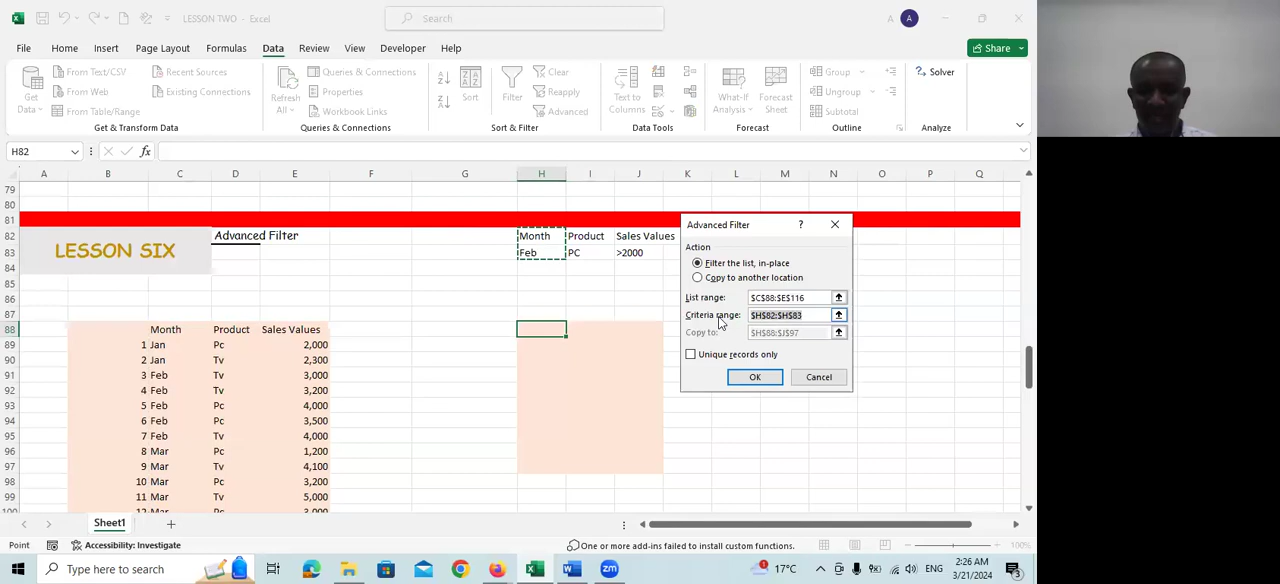 LESSON TWO - Excel
Search
A A
File Home Insert Page Layout Formulas Data Review View Developer Help Share
From Text/CSV Recent Sources Queries & Connections Clear Group Solver
Get Data From Web Existing Connections Refresh All Properties Sort Filter Reapply Text to Columns What-If Analysis Forecast Sheet Ungroup
From Table/Range Workbook Links Advanced Subtotal
Get & Transform Data Queries & Connections Sort & Filter Data Tools Forecast Outline Analyze
H82 fx
A B C D E F G H I J K L M N O P Q
79
80
81
82 LESSON SIX Advanced Filter Month Product Sales Values
83 Feb PC >2000
84
85
86
87
88 Month Product Sales Values
89 1 Jan Pc 2,000
90 2 Jan Tv 2,300
91 3 Feb Tv 3,000
92 4 Feb Tv 3,200
93 5 Feb Pc 4,000
94 6 Feb Pc 3,500
95 7 Feb Tv 4,000
96 8 Mar Pc 1,200
97 9 Mar Tv 4,100
98 10 Mar Pc 3,200
99 11 Mar Tv 5,000
100 12 Mar Pc 3,000
Advanced Filter ?
Action
Filter the list, in-place
Copy to another location
List range: $C$88:$E$116
Criteria range: $H$82:$H$83
Copy to: $H$88:$J$97
Unique records only
OK Cancel
Sheet1
Point Accessibility: Investigate One or more add-ins failed to install custom functions. 100%
Type here to search 17°C ENG 2:26 AM
3/21/2024